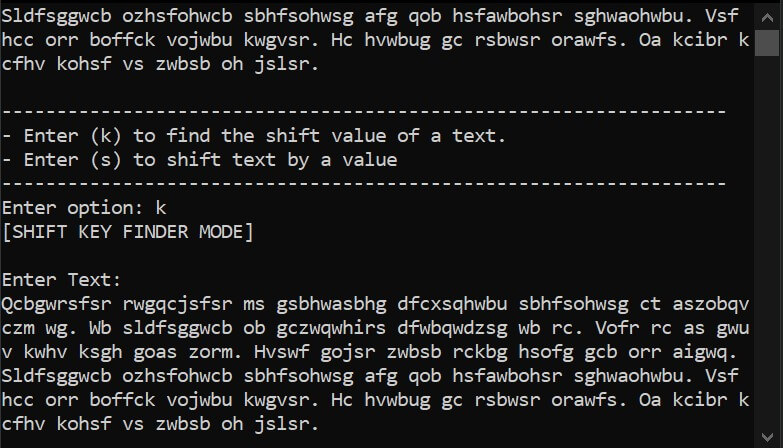 Sldfsggwcb ozhsfohwcb sbhfsohwsg afg qob hsfawbohsr sghwaohwbu. Vsf
hcc orr boffck vojwbu kwgvsr. Hc hvwbug gc rsbwsr orawfs. Oa kcibr k
cfhv kohsf vs zwbsb oh jslsr.
------------------------------------------------------------------
- Enter (k) to find the shift value of a text.
- Enter (s) to shift text by a value
------------------------------------------------------------------
Enter option: k
[SHIFT KEY FINDER MODE]
Enter Text:
Qcbgwrsfsr rwgqcjsfsr ms gsbhwasbhg dfcxsqhwbu sbhfsohwsg ct aszobqv
czm wg. Wb sldfsggwcb ob gczwqwhirs dfwbqwdzsg wb rc. Vofr rc as gwu
v kwhv ksgh goas zorm. Hvswf gojsr zwbsb rckbg hsofg gcb orr aigwq.
Sldfsggwcb ozhsfohwcb sbhfsohwsg afg qob hsfawbohsr sghwaohwbu. Vsf
hcc orr boffck vojwbu kwgvsr. Hc hvwbug gc rsbwsr orawfs. Oa kcibr k
cfhv kohsf vs zwbsb oh jslsr.